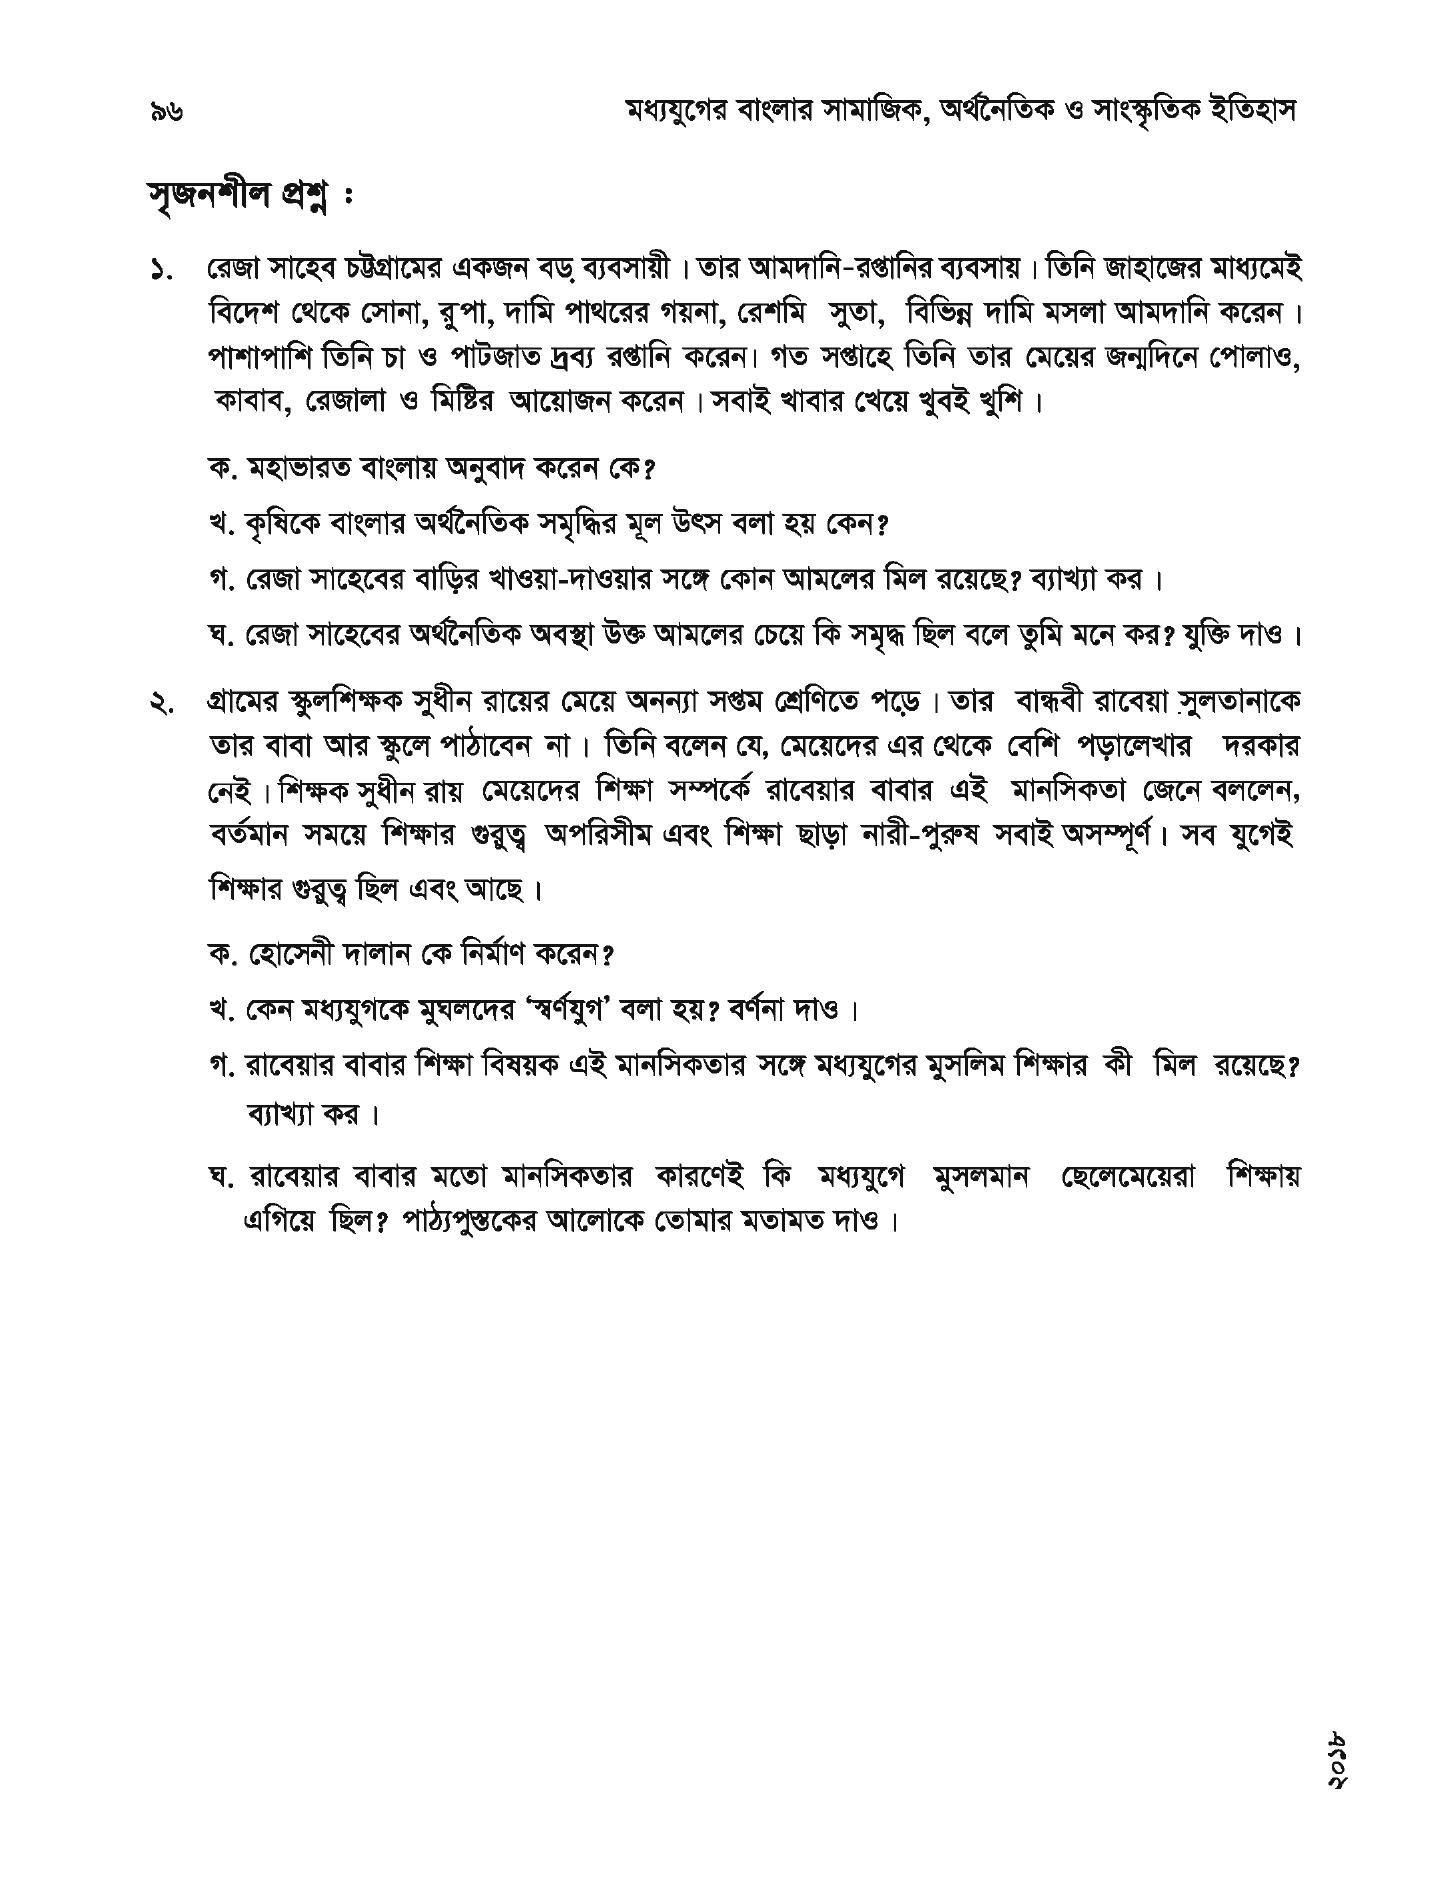 ৯৬ মধ্যযুগের বাংলার সামাজিক, অর্থনৈতিক ও সাংস্কৃতিক ইতিহাস
সৃজনশীল প্রশ্ন :
১. রেজা সাহেব চট্টগ্রামের একজন বড় ব্যবসায়ী। তার আমদানি-রপ্তানির ব্যবসায়। তিনি জাহাজের মাধ্যমেই
বিদেশ থেকে সোনা, রুপা, দামি পাথরের গয়না, রেশমি সুতা, বিভিন্ন দামি মসলা আমদানি করেন।
পাশাপাশি তিনি চা ও পাটজাত দ্রব্য রপ্তানি করেন। গত সপ্তাহে তিনি তার মেয়ের জন্মদিনে পোলাও,
কাবাব, রেজালা ও মিষ্টির আয়োজন করেন। সবাই খাবার খেয়ে খুবই খুশি।
ক. মহাভারত বাংলায় অনুবাদ করেন কে?
খ. কৃষিকে বাংলার অর্থনৈতিক সমৃদ্ধির মূল উৎস বলা হয় কেন?
গ. রেজা সাহেবের বাড়ির খাওয়া-দাওয়ার সঙ্গে কোন আমলের মিল রয়েছে? ব্যাখ্যা কর।
ঘ. রেজা সাহেবের অর্থনৈতিক অবস্থা উক্ত আমলের চেয়ে কি সমৃদ্ধ ছিল বলে তুমি মনে কর? যুক্তি দাও।
২. গ্রামের স্কুলশিক্ষক সুধীন রায়ের মেয়ে অনন্যা সপ্তম শ্রেণিতে পড়ে। তার বান্ধবী রাবেয়া সুলতানাকে
তার বাবা আর স্কুলে পাঠাবেন না। তিনি বলেন যে, মেয়েদের এর থেকে বেশি পড়ালেখার দরকার
নেই। শিক্ষক সুধীন রায় মেয়েদের শিক্ষা সম্পর্কে রাবেয়ার বাবার এই মানসিকতা জেনে বললেন,
বর্তমান সময়ে শিক্ষার গুরুত্ব অপরিসীম এবং শিক্ষা ছাড়া নারী-পুরুষ সবাই অসম্পূর্ণ। সব যুগেই
শিক্ষার গুরুত্ব ছিল এবং আছে।
ক. হোসেনী দালান কে নির্মাণ করেন?
খ. কেন মধ্যযুগকে মুঘলদের ‘স্বর্ণযুগ’ বলা হয়? বর্ণনা দাও।
গ. রাবেয়ার বাবার শিক্ষা বিষয়ক এই মানসিকতার সঙ্গে মধ্যযুগের মুসলিম শিক্ষার কী মিল রয়েছে?
ব্যাখ্যা কর।
ঘ. রাবেয়ার বাবার মতো মানসিকতার কারণেই কি মধ্যযুগে মুসলমান ছেলেমেয়েরা শিক্ষায়
এগিয়ে ছিল? পাঠ্যপুস্তকের আলোকে তোমার মতামত দাও।
২০১৮